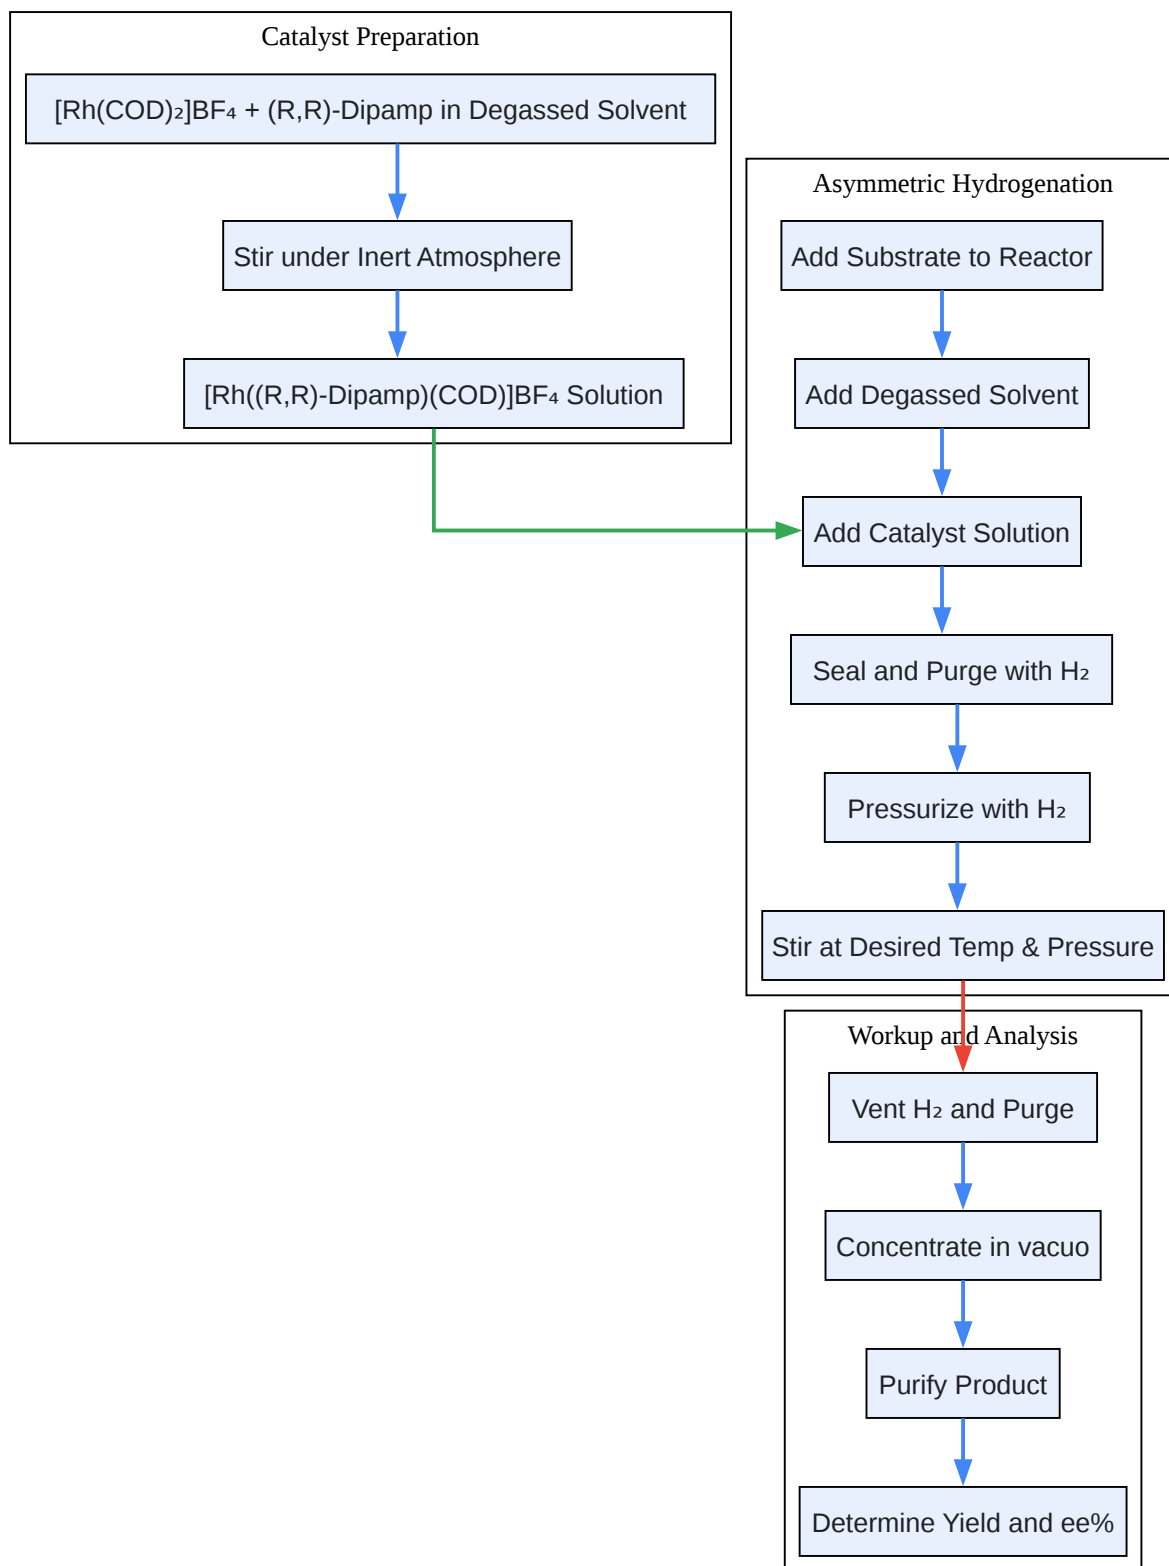 Catalyst Preparation
[Rh(COD)₂]BF₄ + (R,R)-Dipamp in Degassed Solvent
Stir under Inert Atmosphere
[Rh((R,R)-Dipamp)(COD)]BF₄ Solution
Asymmetric Hydrogenation
Add Substrate to Reactor
Add Degassed Solvent
Add Catalyst Solution
Seal and Purge with H₂
Pressurize with H₂
Stir at Desired Temp & Pressure
Workup and Analysis
Vent H₂ and Purge
Concentrate in vacuo
Purify Product
Determine Yield and ee%